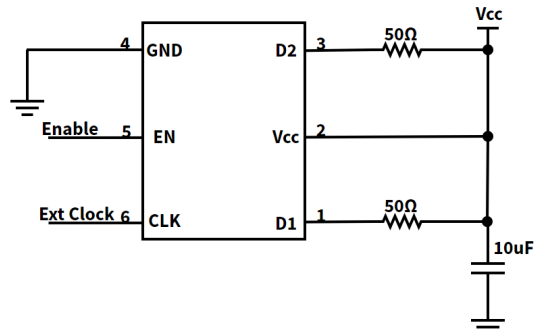 Vcc
50Ω
4
GND
D2
3
Enable
5
EN
Vcc
2
50Ω
Ext Clock
6
CLK
D1
1
10uF